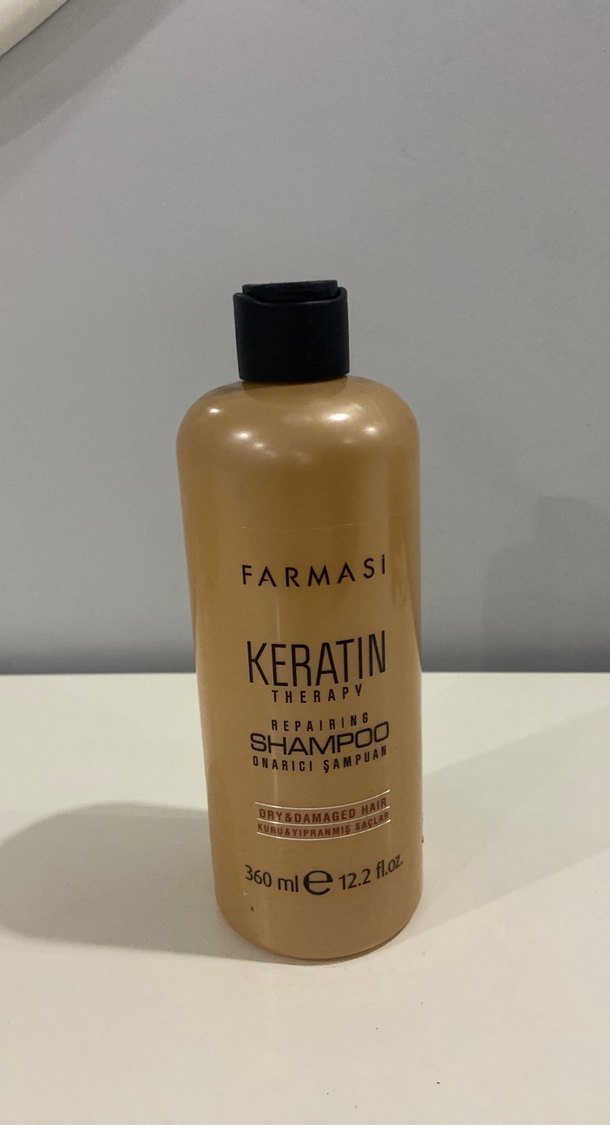 FARMASİ
KERATIN
THERAPY
REPAIRING
SHAMPOO
ONARICI ŞAMPUAN
DRY&DAMAGED HAIR
KURU&YIPRANMIŞ SAÇLAR
360 ml ℮ 12.2 fl.oz.